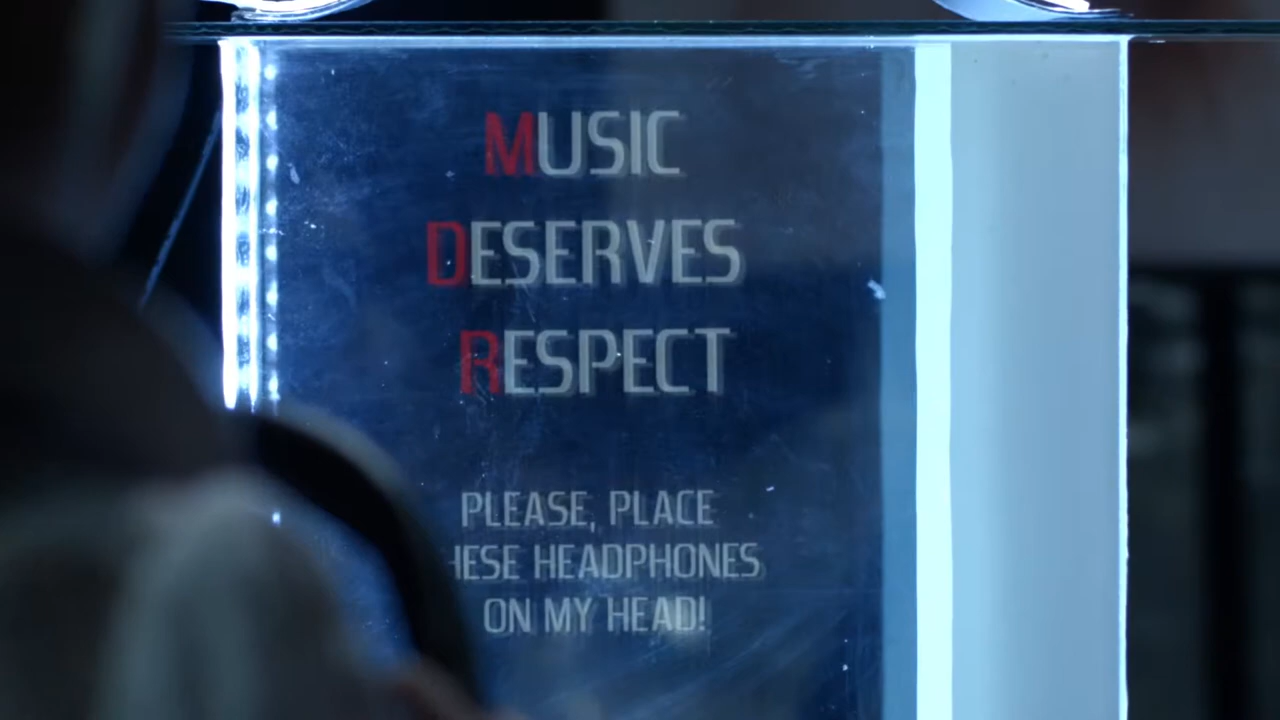 MUSIC
DESERVES
RESPECT
PLEASE, PLACE
HEADPHONES
ON MY HEAD!